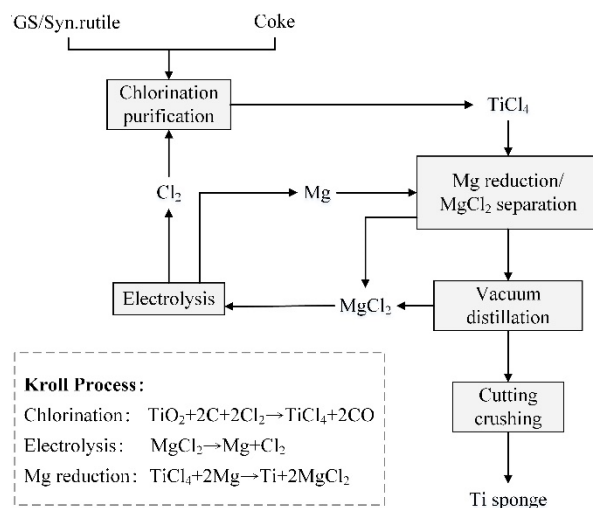 'GS/Syn.rutile
Coke
Chlorination
purification
TiCl₄
Cl₂
Mg
Mg reduction/
MgCl₂ separation
Electrolysis
MgCl₂
Vacuum
distillation
Cutting
crushing
Ti sponge
Kroll Process:
Chlorination: TiO₂+2C+2Cl₂→TiCl₄+2CO
Electrolysis: MgCl₂→Mg+Cl₂
Mg reduction: TiCl₄+2Mg→Ti+2MgCl₂